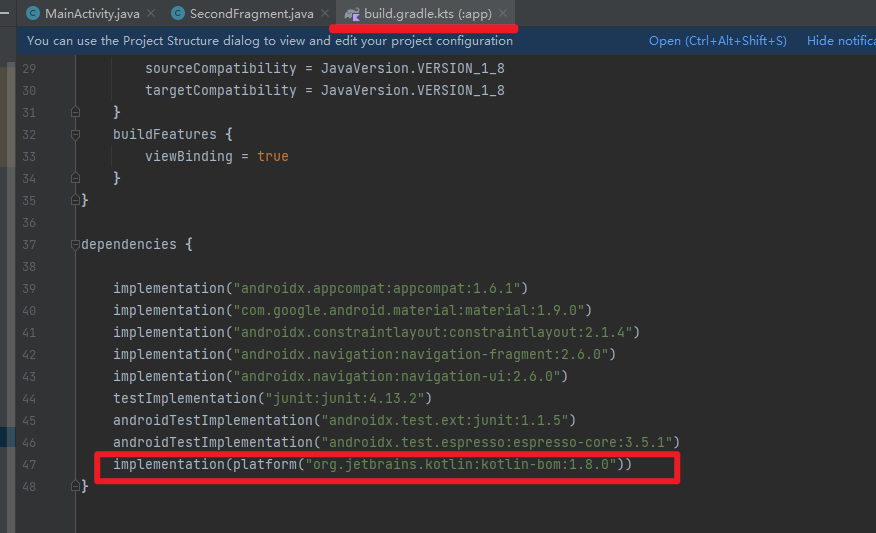 MainActivity.java
SecondFragment.java
build.gradle.kts (:app)
You can use the Project Structure dialog to view and edit your project configuration
Open (Ctrl+Alt+Shift+S)
Hide notifica
29 sourceCompatibility = JavaVersion.VERSION_1_8
30 targetCompatibility = JavaVersion.VERSION_1_8
31 }
32 buildFeatures {
33 viewBinding = true
34 }
35 }
36
37 dependencies {
38
39 implementation("androidx.appcompat:appcompat:1.6.1")
40 implementation("com.google.android.material:material:1.9.0")
41 implementation("androidx.constraintlayout:constraintlayout:2.1.4")
42 implementation("androidx.navigation:navigation-fragment:2.6.0")
43 implementation("androidx.navigation:navigation-ui:2.6.0")
44 testImplementation("junit:junit:4.13.2")
45 androidTestImplementation("androidx.test.ext:junit:1.1.5")
46 androidTestImplementation("androidx.test.espresso:espresso-core:3.5.1")
47 implementation(platform("org.jetbrains.kotlin:kotlin-bom:1.8.0"))
48 }